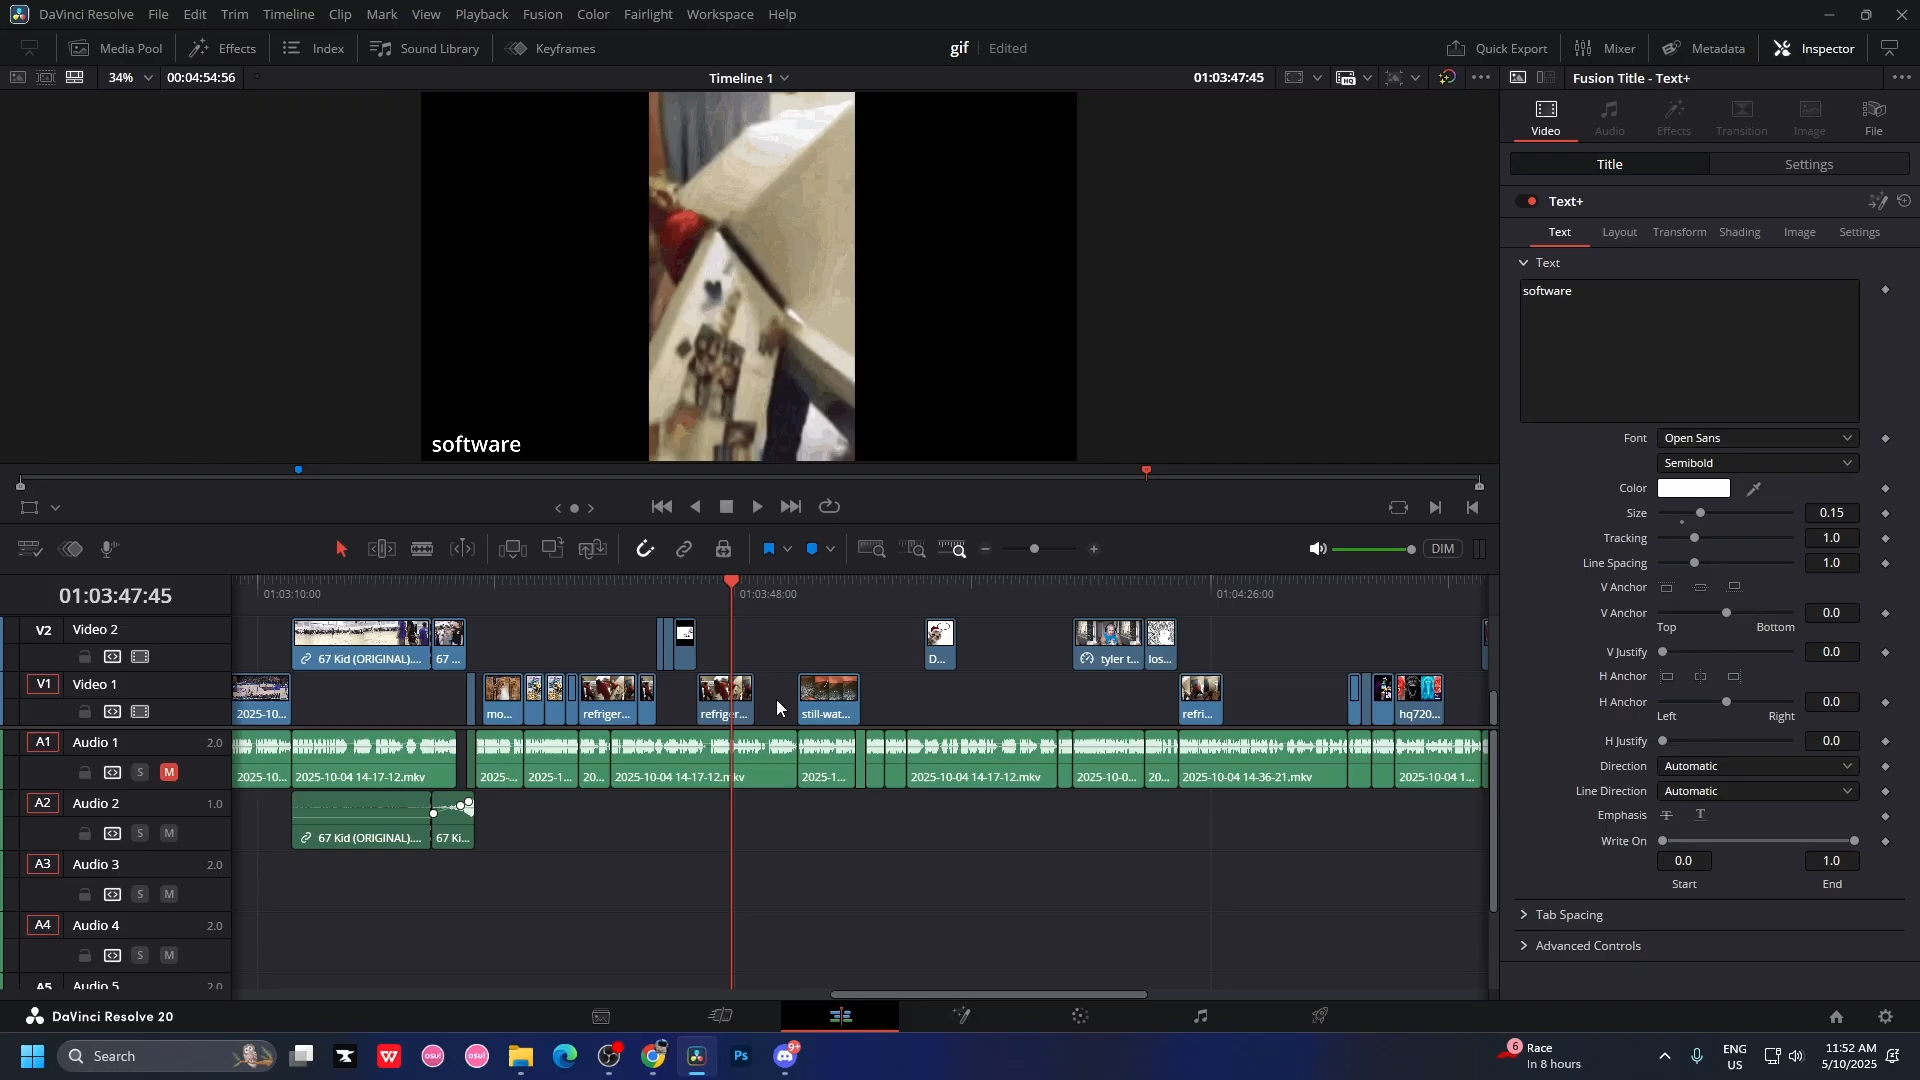 DaVinci Resolve File Edit Trim Timeline Clip Mark View Playback Fusion Color Fairlight Workspace Help
Media Pool Effects Index Sound Library Keyframes gif Edited Quick Export Mixer Metadata Inspector
34% 00:04:54:56 Timeline 1 01:03:47:45 Fusion Title - Text+
Video Audio Effects Transition Image File
Title Settings
Text+
Text Layout Transform Shading Image Settings
Text
software
software
Font Open Sans
Semibold
Color
Size 0.15
Tracking 1.0
Line Spacing 1.0
V Anchor
V Anchor 0.0
Top Bottom
V Justify 0.0
H Anchor
H Anchor 0.0
Left Right
H Justify 0.0
Direction Automatic
Line Direction Automatic
Emphasis T T
Write On
0.0 1.0
Start End
Tab Spacing
Advanced Controls
DIM
01:03:47:45 01:03:10:00 01:03:48:00 01:04:26:00
V2 Video 2
67 Kid (ORIGINAL).... 67 ... D... tyler t... los...
V1 Video 1
2025-10... mo... refriger... refriger... still-wat... refri... hq720...
A1 Audio 1 2.0
S M 2025-10... 2025-10-04 14-17-12.mkv 2025-... 2025-1... 20... 2025-10-04 14-17-12.mkv 2025-1... 2025-10-04 14-17-12.mkv 2025-10-0... 20... 2025-10-04 14-36-21.mkv 2025-10-04 1...
A2 Audio 2 1.0
S M 67 Kid (ORIGINAL).... 67 Ki...
A3 Audio 3 2.0
S M
A4 Audio 4 2.0
S M
A5 Audio 5 2.0
DaVinci Resolve 20
Search osu! osu! Ps 9+ 6 Race In 8 hours ENG US 11:52 AM 5/10/2025